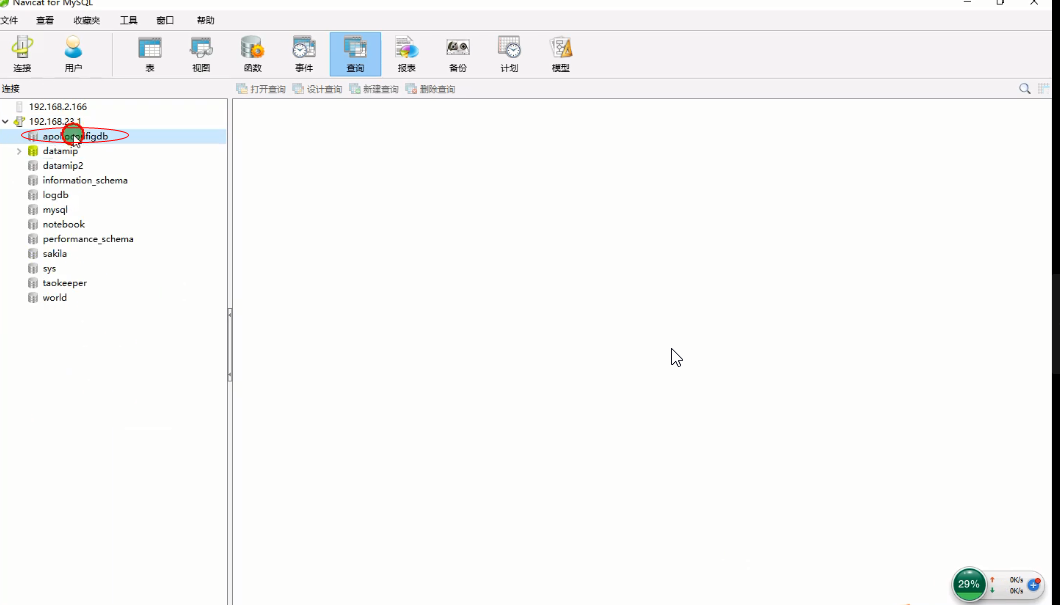 Navicat for MySQL
文件 查看 收藏夹 工具 窗口 帮助
连接 用户 表 视图 函数 事件 查询 报表 备份 计划 模型
连接 打开查询 设计查询 新建查询 删除查询
192.168.2.166
192.168.23.1
datamip
datamip2
information_schema
logdb
mysql
notebook
performance_schema
sakila
sys
taokeeper
world
29% 0K/s
0K/s